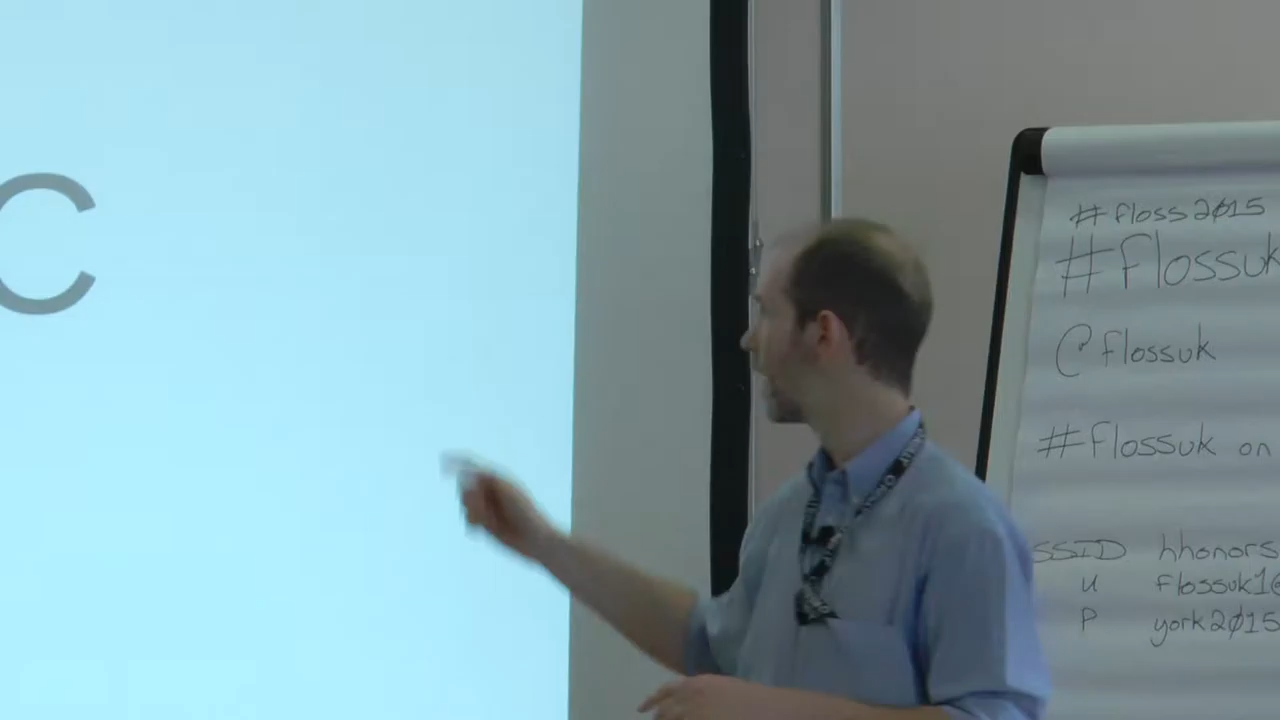 C
#floss2015
#flossuk
@flossuk
#flossuk on
SSID hhonors
U flossuk1@
P york2015